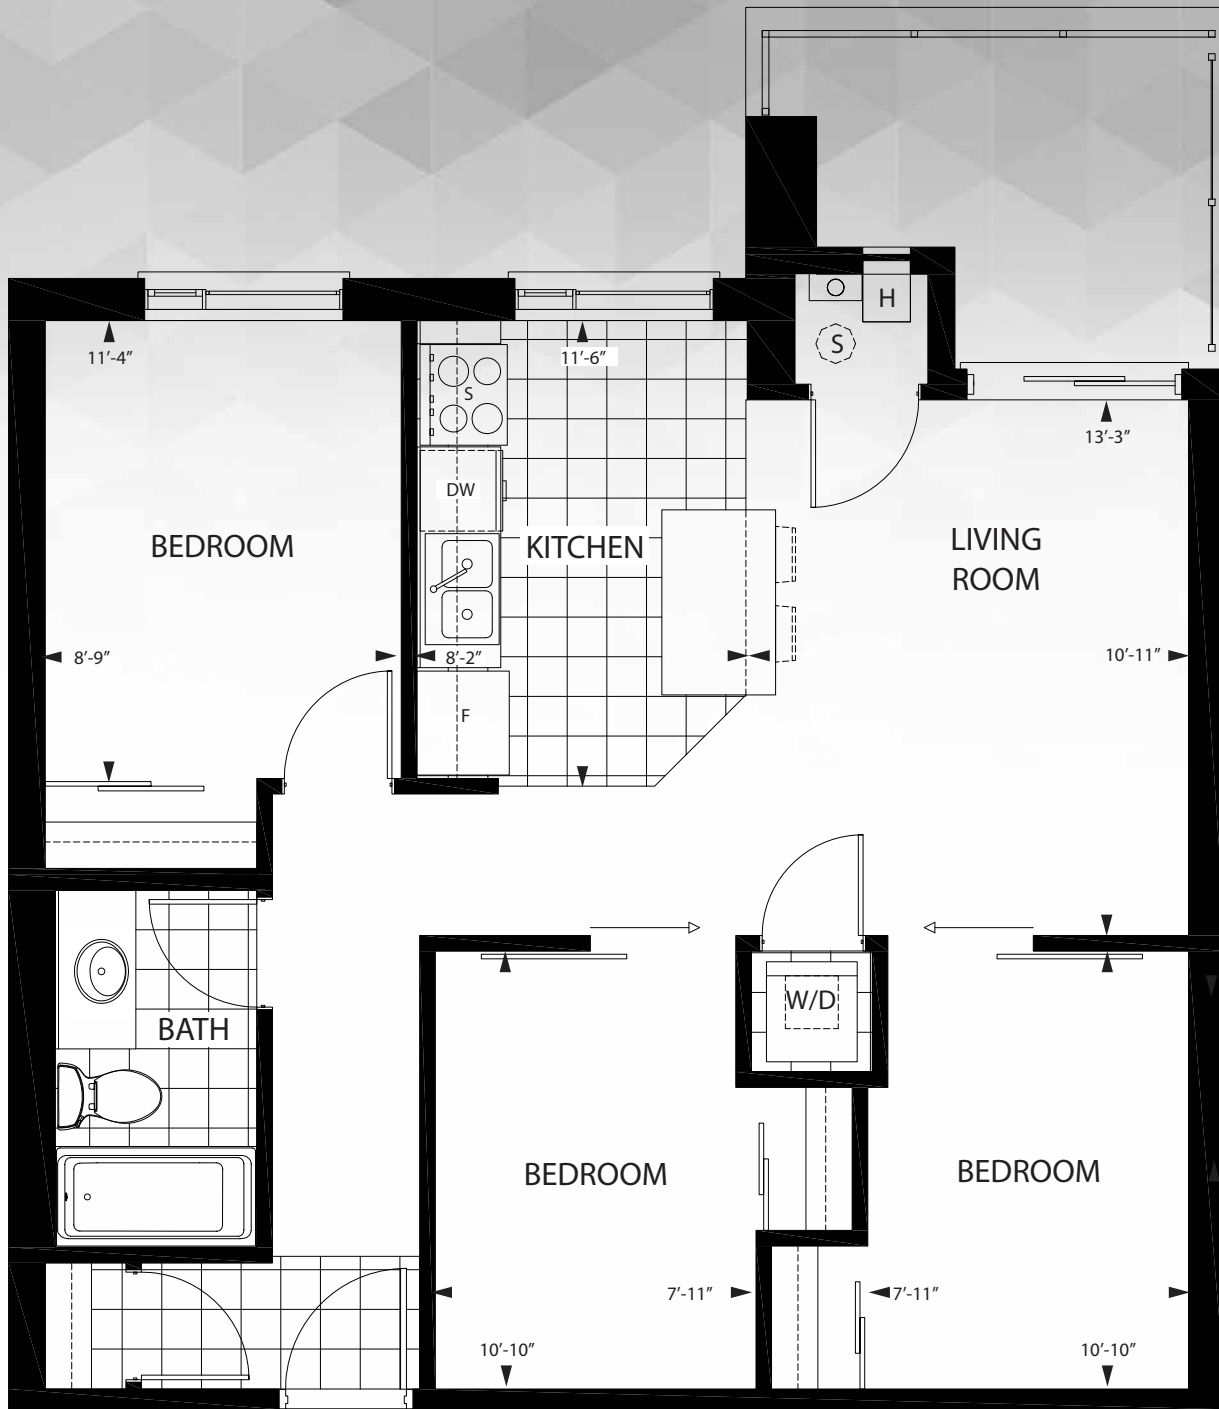 H
S
11’-4”
11’-6”
S
13’-3”
DW
BEDROOM
KITCHEN
LIVING
ROOM
8’-9”
8’-2”
10’-11”
F
W/D
BATH
BEDROOM
BEDROOM
7’-11”
7’-11”
10’-10”
10’-10”